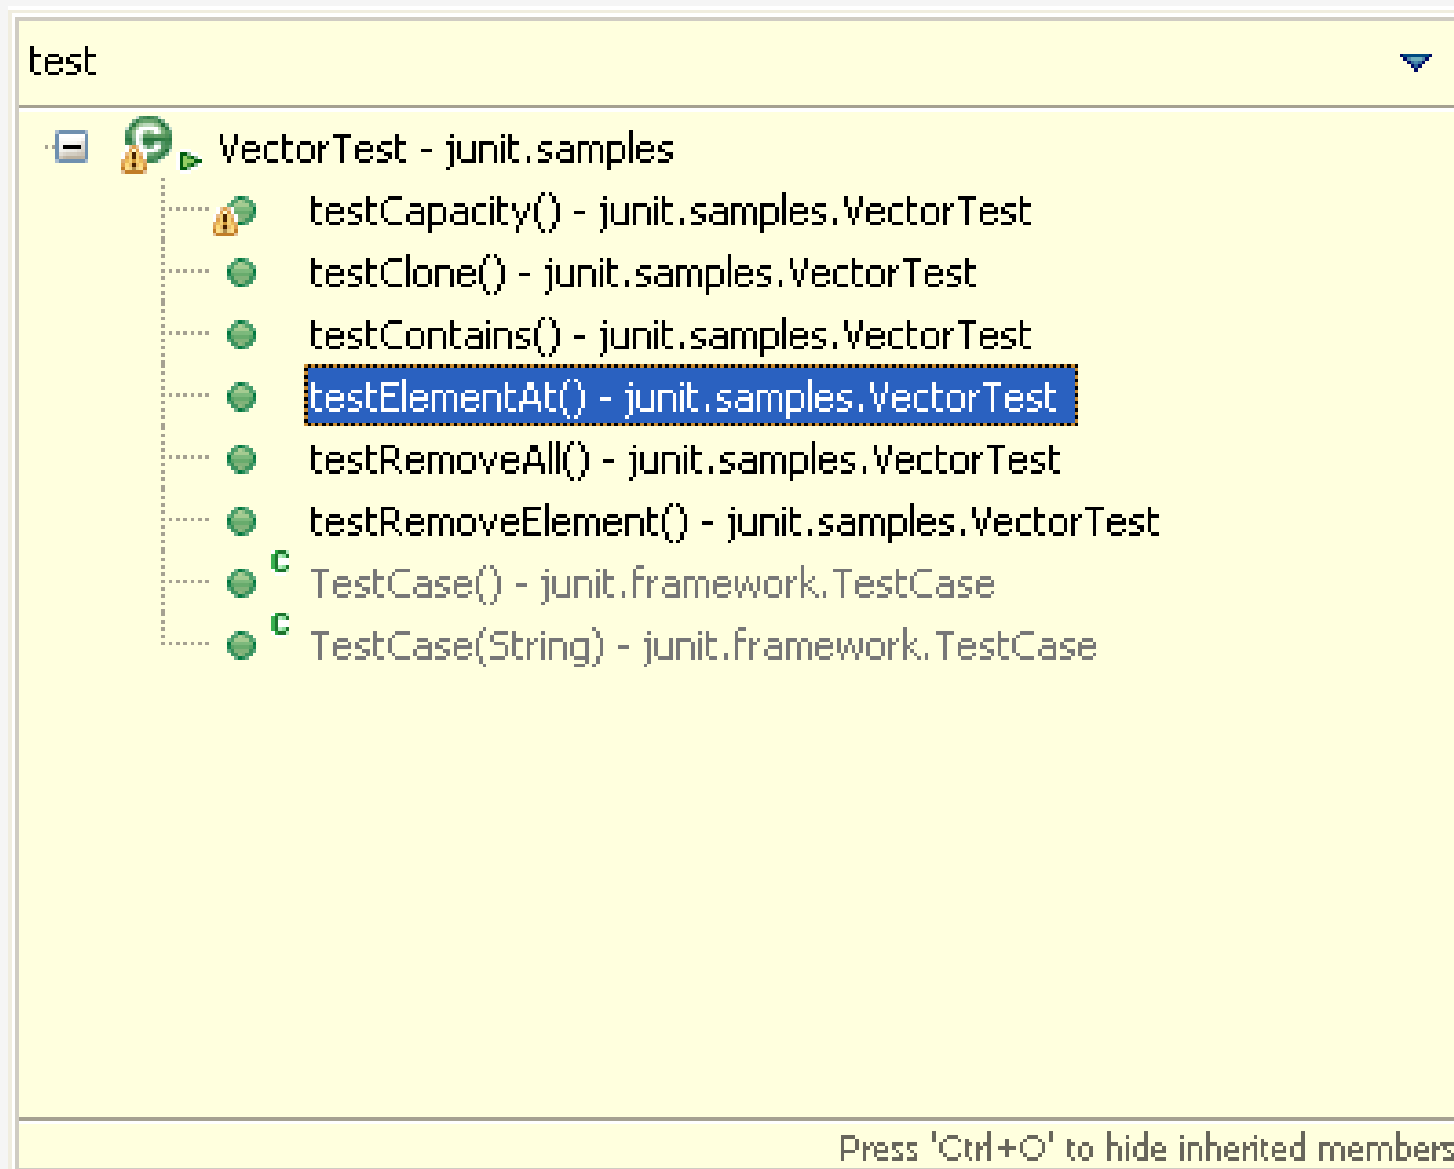 test
VectorTest - junit.samples
testCapacity() - junit.samples.VectorTest
testClone() - junit.samples.VectorTest
testContains() - junit.samples.VectorTest
testElementAt() - junit.samples.VectorTest
testRemoveAll() - junit.samples.VectorTest
testRemoveElement() - junit.samples.VectorTest
C TestCase() - junit.framework.TestCase
C TestCase(String) - junit.framework.TestCase
Press 'Ctrl+O' to hide inherited members